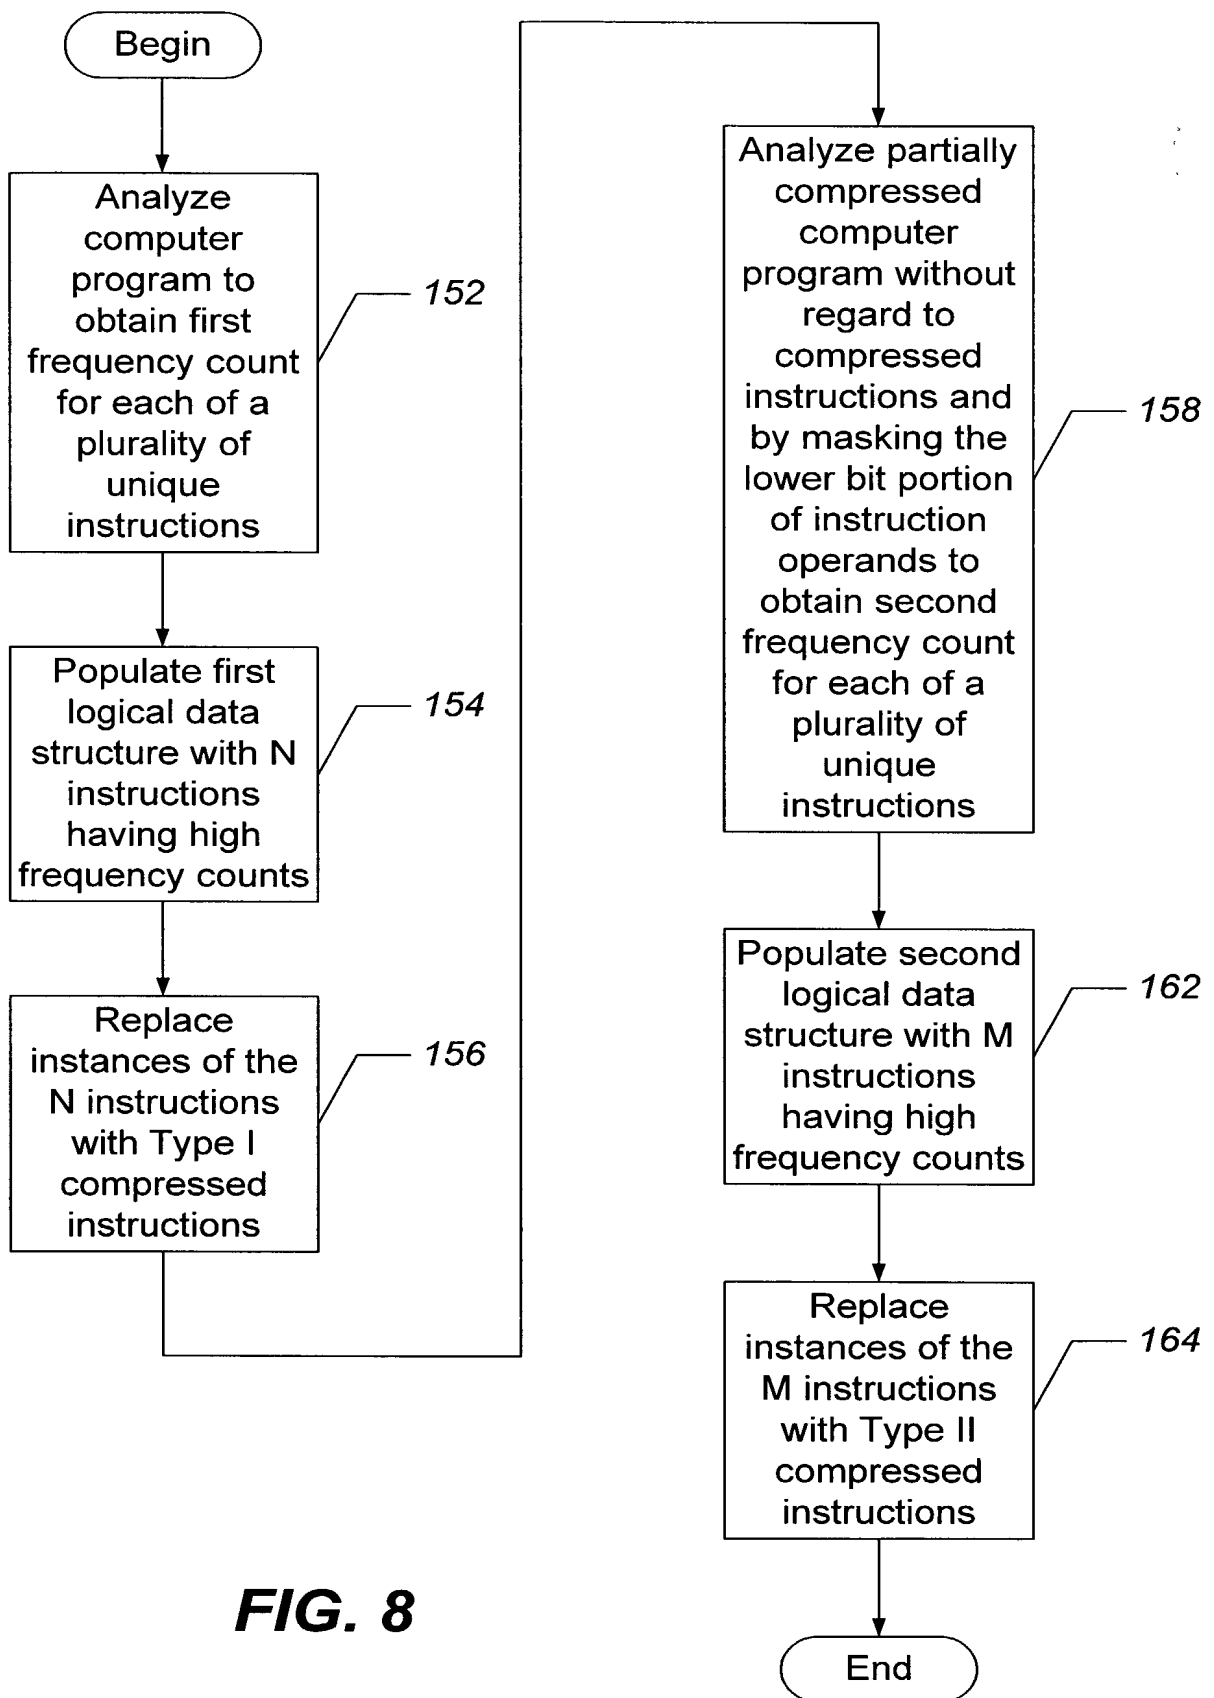 Begin
Analyze
computer
program to
obtain first
frequency count
for each of a
plurality of
unique
instructions
152
Populate first
logical data
structure with N
instructions
having high
frequency counts
154
Replace
instances of the
N instructions
with Type I
compressed
instructions
156
Analyze partially
compressed
computer
program without
regard to
compressed
instructions and
by masking the
lower bit portion
of instruction
operands to
obtain second
frequency count
for each of a
plurality of
unique
instructions
158
Populate second
logical data
structure with M
instructions
having high
frequency counts
162
Replace
instances of the
M instructions
with Type II
compressed
instructions
164
End
FIG. 8